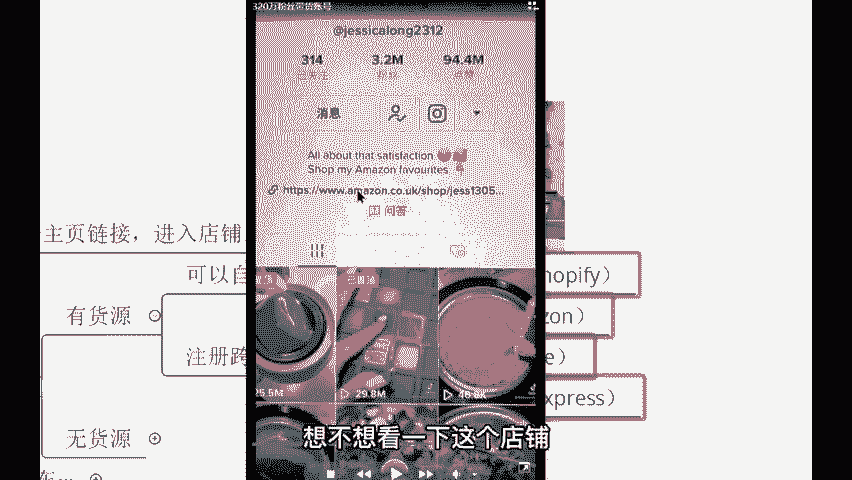 320万粉丝带货账号
@jessicalong2312
314 3.2M 94.4M
已关注 粉丝 点赞
消息
All about that satisfaction
Shop my Amazon favourites
https://www.amazon.co.uk/shop/jess1305...
问答
主页链接，进入店铺
可以自
hopify）
有货源
zon）
注册跨
e）
xpress）
25.5M 29.8M
无货源
想不想看一下这个店铺